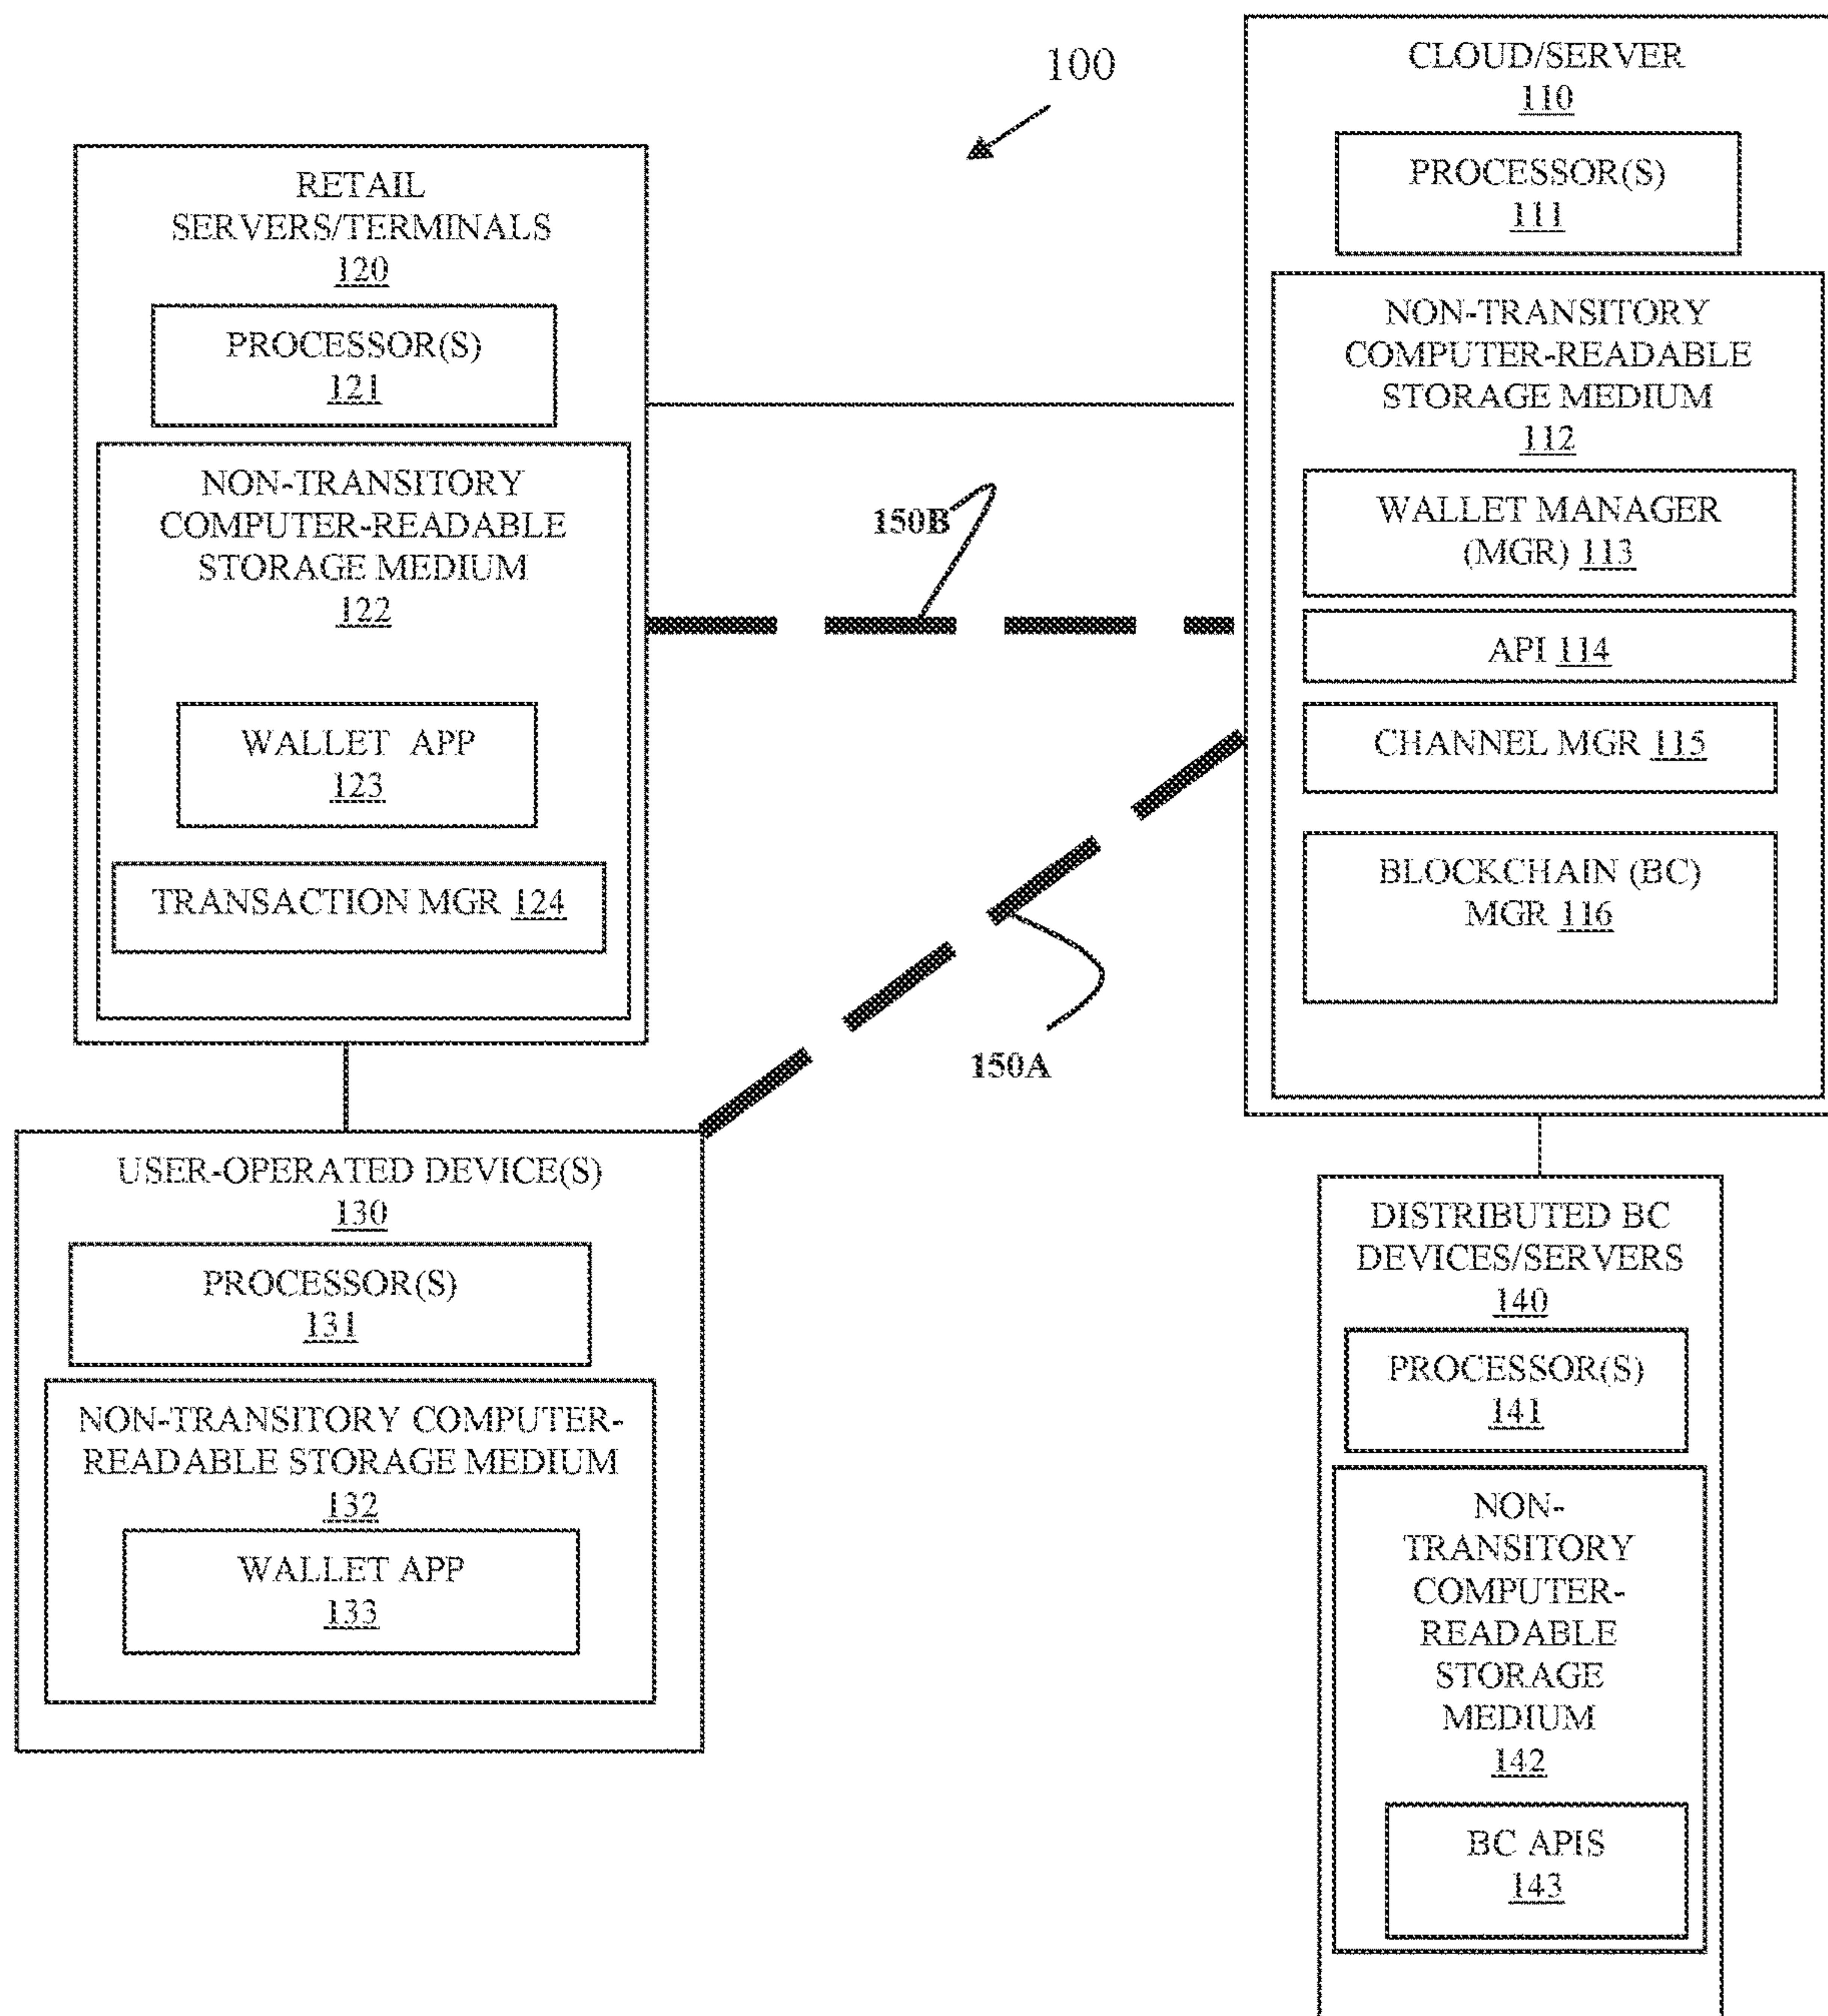 100
CLOUD/SERVER
110
PROCESSOR(S)
111
NON-TRANSITORY
COMPUTER-READABLE
STORAGE MEDIUM
112
WALLET MANAGER
(MGR) 113
API 114
CHANNEL MGR 115
BLOCKCHAIN (BC)
MGR 116
RETAIL
SERVERS/TERMINALS
120
PROCESSOR(S)
121
NON-TRANSITORY
COMPUTER-READABLE
STORAGE MEDIUM
122
WALLET APP
123
TRANSACTION MGR 124
150B
150A
USER-OPERATED DEVICE(S)
130
PROCESSOR(S)
131
NON-TRANSITORY COMPUTER-
READABLE STORAGE MEDIUM
132
WALLET APP
133
DISTRIBUTED BC
DEVICES/SERVERS
140
PROCESSOR(S)
141
NON-
TRANSITORY
COMPUTER-
READABLE
STORAGE
MEDIUM
142
BC APIS
143